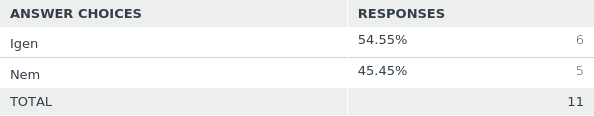 ANSWER CHOICES RESPONSES
Igen 54.55% 6
Nem 45.45% 5
TOTAL 11